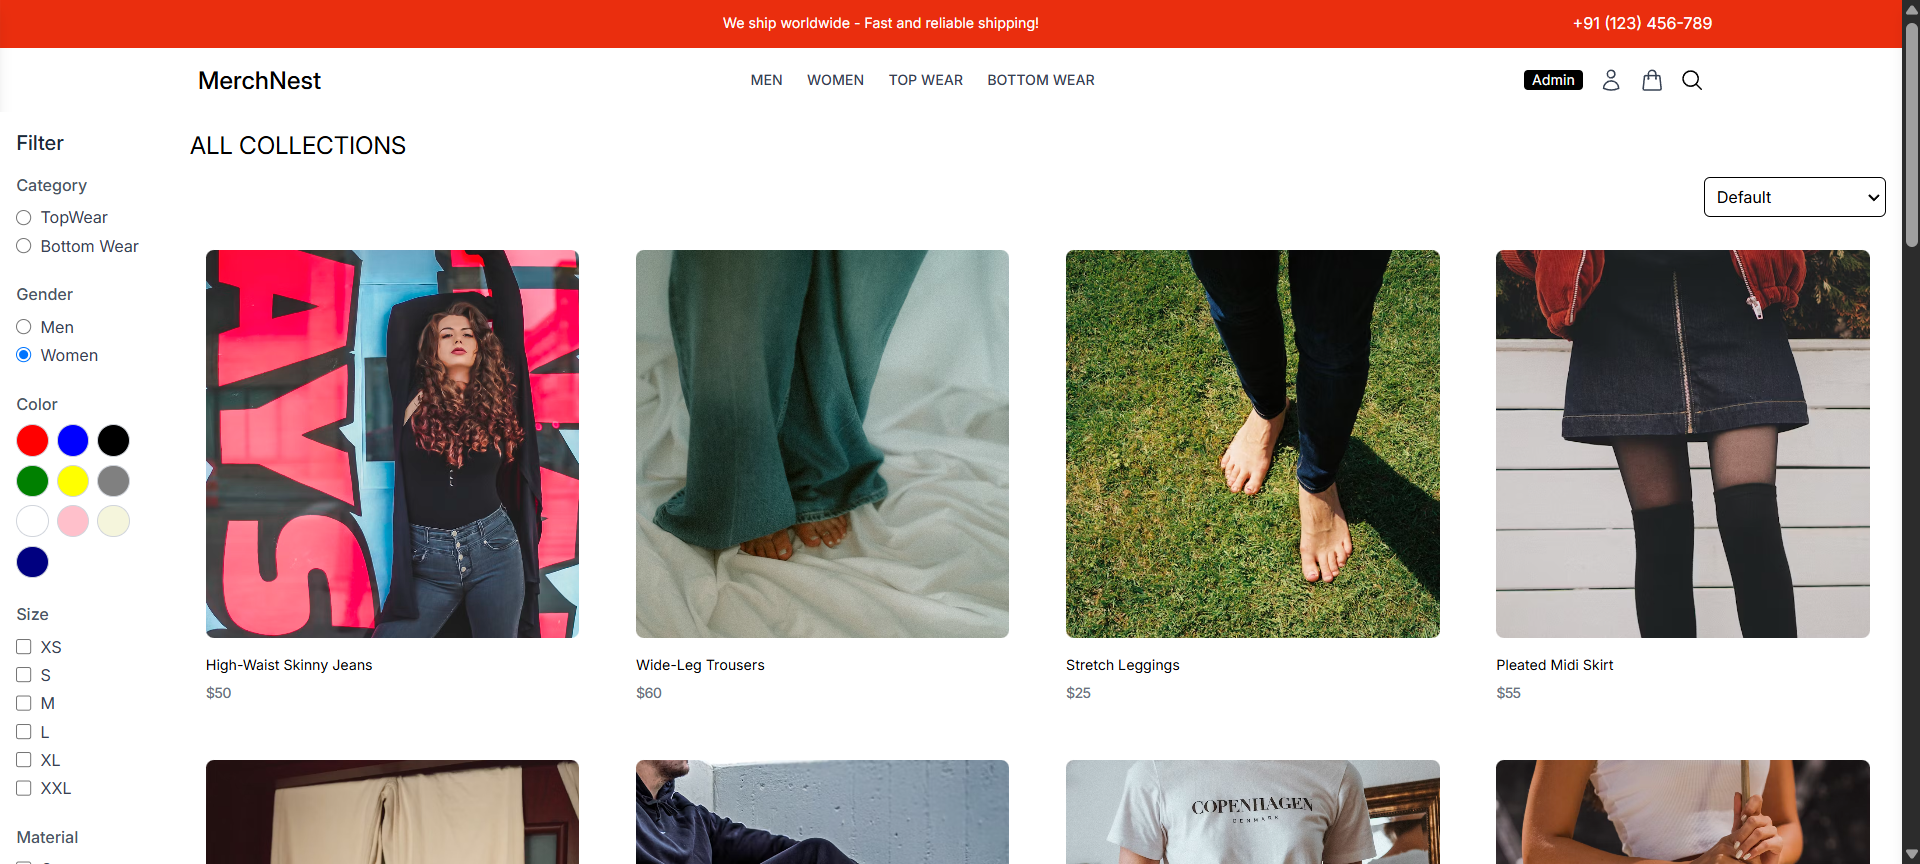 We ship worldwide - Fast and reliable shipping!
+91 (123) 456-789
MerchNest
MEN
WOMEN
TOP WEAR
BOTTOM WEAR
Admin
Filter
Category
TopWear
Bottom Wear
Gender
Men
Women
Color
Size
XS
S
M
L
XL
XXL
Material
ALL COLLECTIONS
Default
High-Waist Skinny Jeans
$50
Wide-Leg Trousers
$60
Stretch Leggings
$25
Pleated Midi Skirt
$55
COPENHAGEN
DENMARK